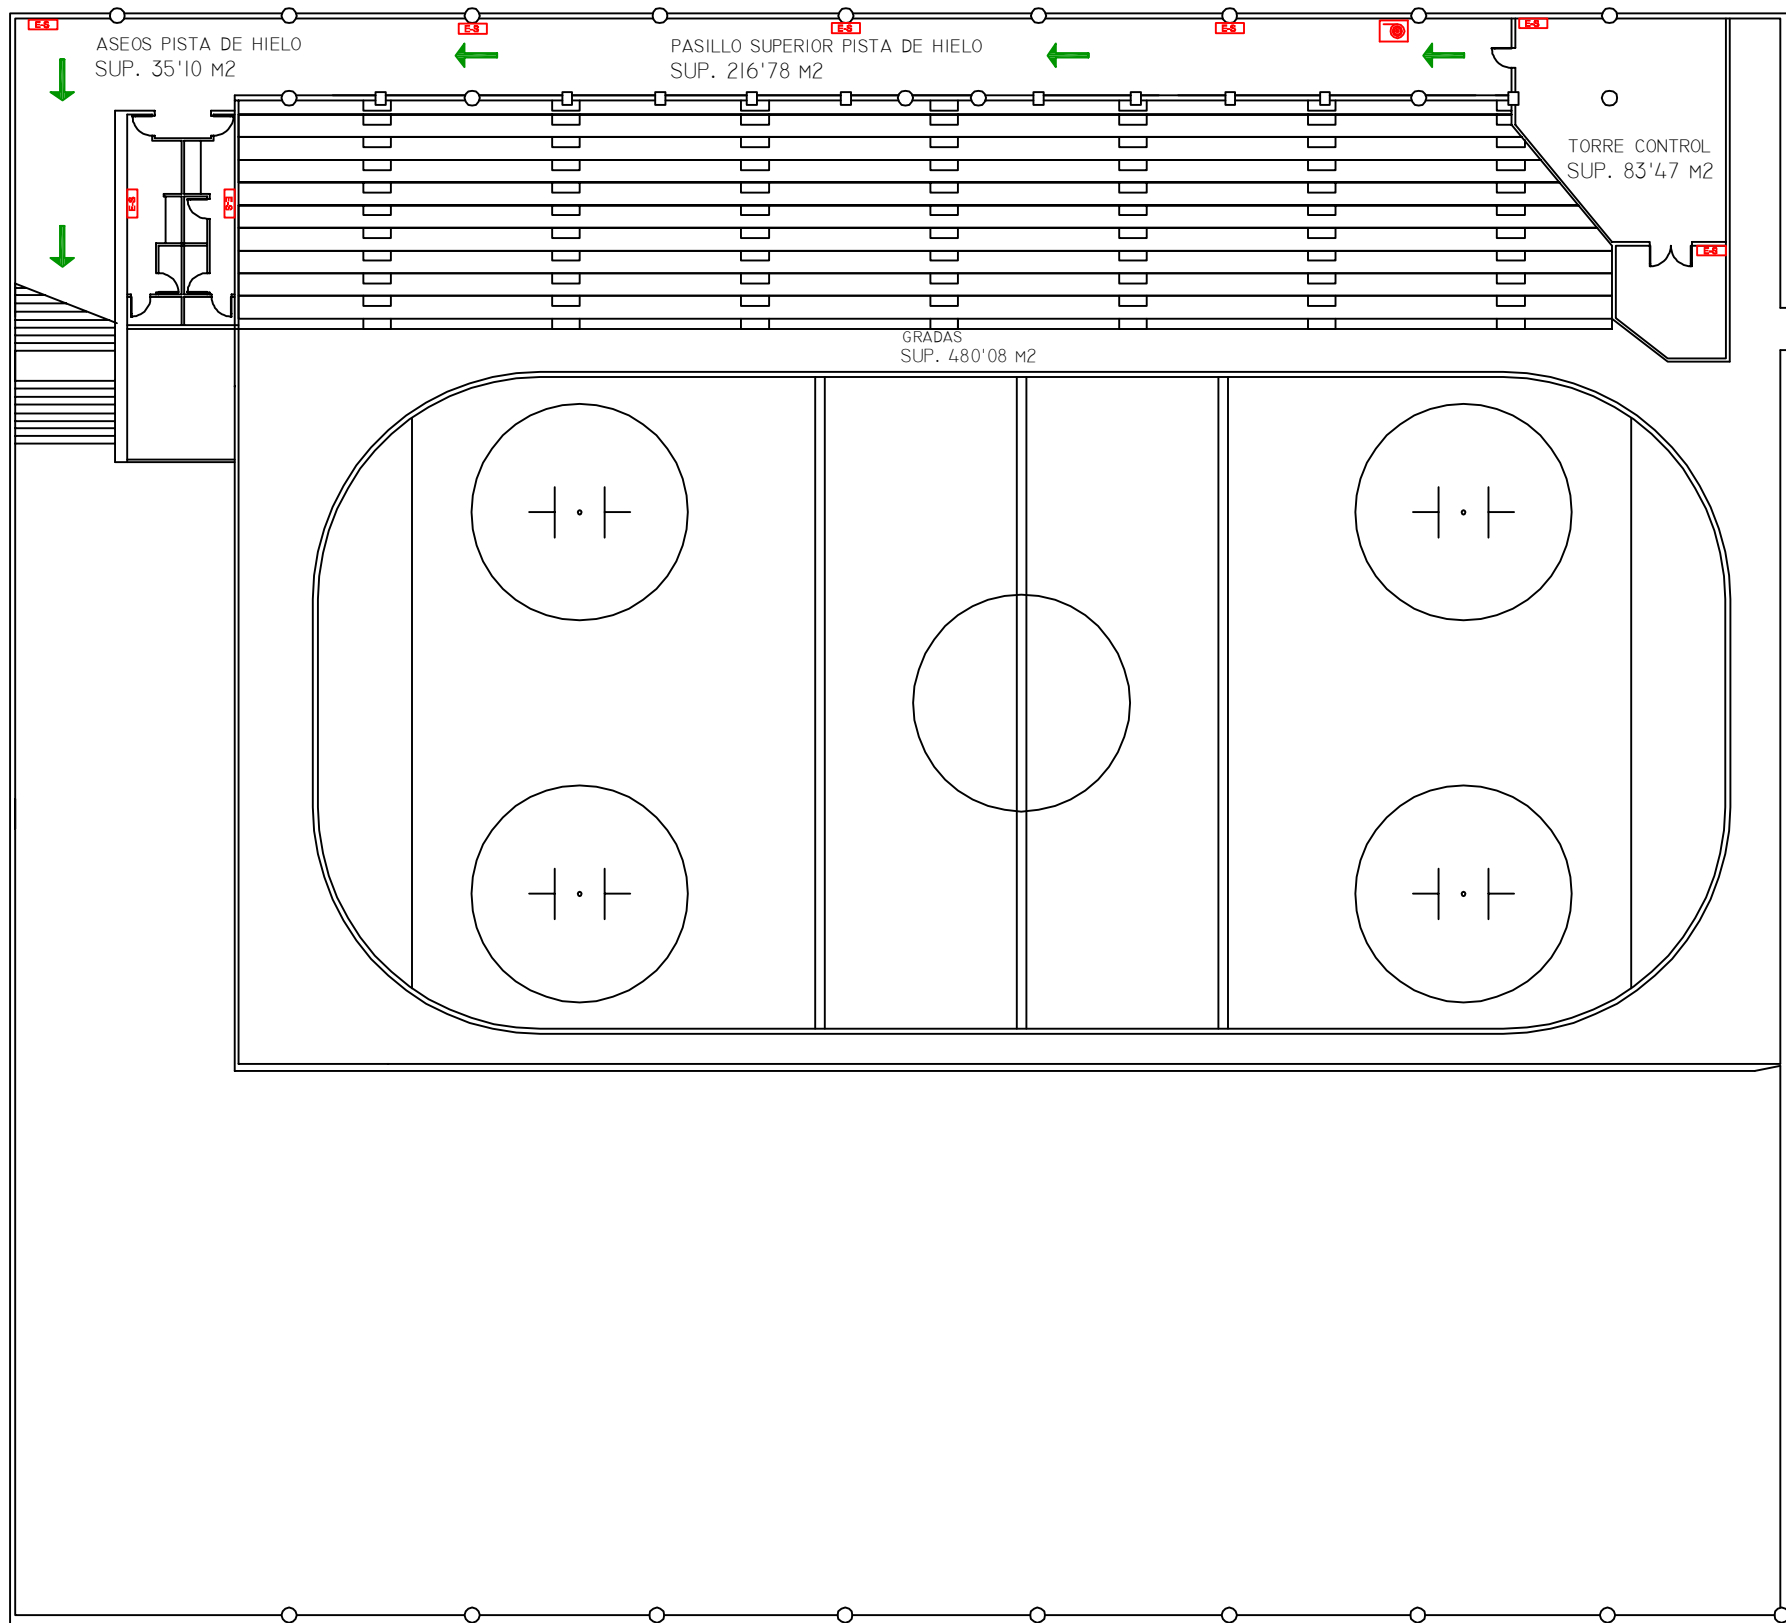 E-S
E-S
E-S
E-S
E-S
ASEOS PISTA DE HIELO
SUP. 35'10 M2
PASILLO SUPERIOR PISTA DE HIELO
SUP. 216'78 M2
TORRE CONTROL
SUP. 83'47 M2
E-S
E-S
E-S
GRADAS
SUP. 480'08 M2